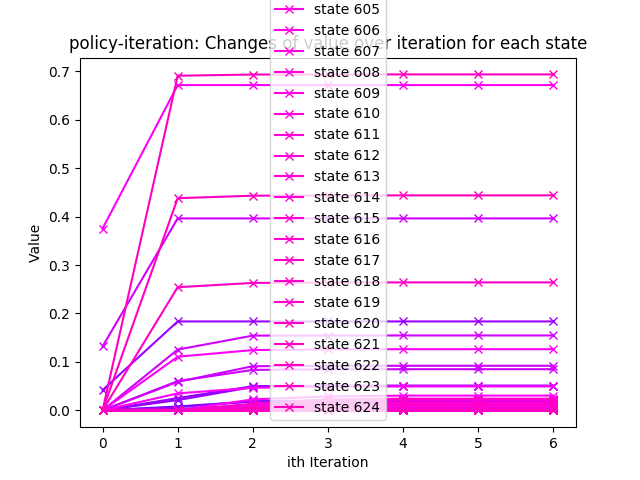 policy-iteration: Changes of value over iteration for each state
state 605
state 606
state 607
state 608
state 609
state 610
state 611
state 612
state 613
state 614
state 615
state 616
state 617
state 618
state 619
state 620
state 621
state 622
state 623
state 624
Value
0.7
0.6
0.5
0.4
0.3
0.2
0.1
0.0
0 1 2 3 4 5 6
ith Iteration